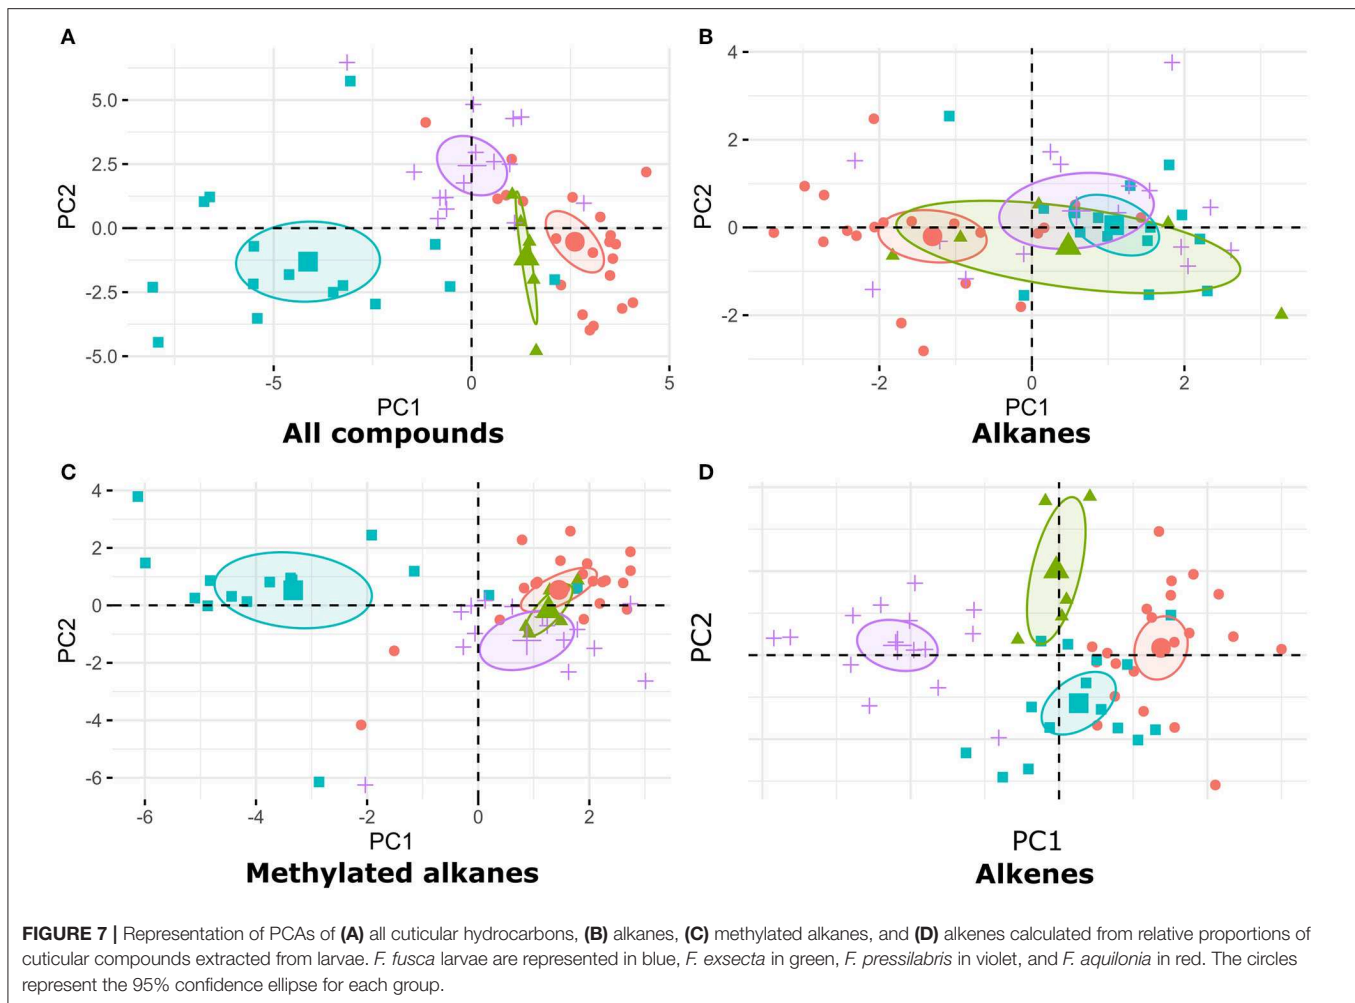 A
B
5.0
2.5
0.0
-2.5
-5.0
PC2
-5
0
5
PC1
All compounds
4
2
0
-2
PC2
-2
0
2
PC1
Alkanes
C
D
4
2
0
-2
-4
-6
PC2
-6
-4
-2
0
2
PC1
Methylated alkanes
PC2
PC1
Alkenes
FIGURE 7 | Representation of PCAs of (A) all cuticular hydrocarbons, (B) alkanes, (C) methylated alkanes, and (D) alkenes calculated from relative proportions of
cuticular compounds extracted from larvae. F. fusca larvae are represented in blue, F. exsecta in green, F. pressilabris in violet, and F. aquilonia in red. The circles
represent the 95% confidence ellipse for each group.